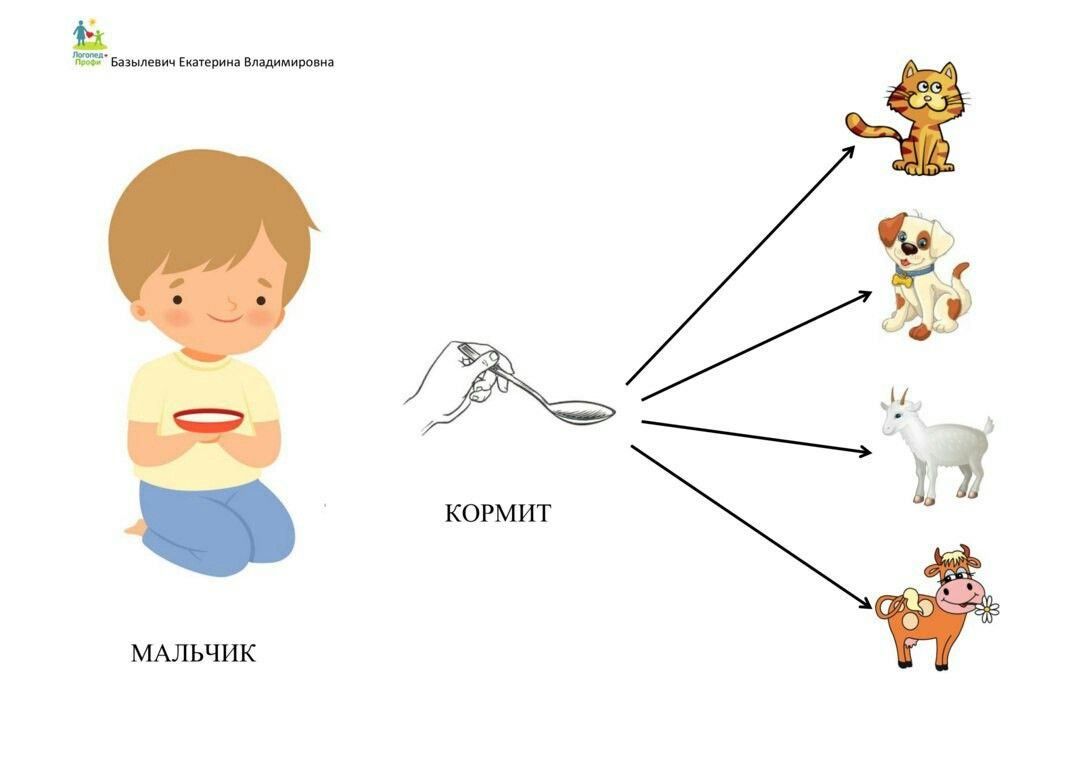 Логопед
Профи
Базылевич Екатерина Владимировна
КОРМИТ
МАЛЬЧИК